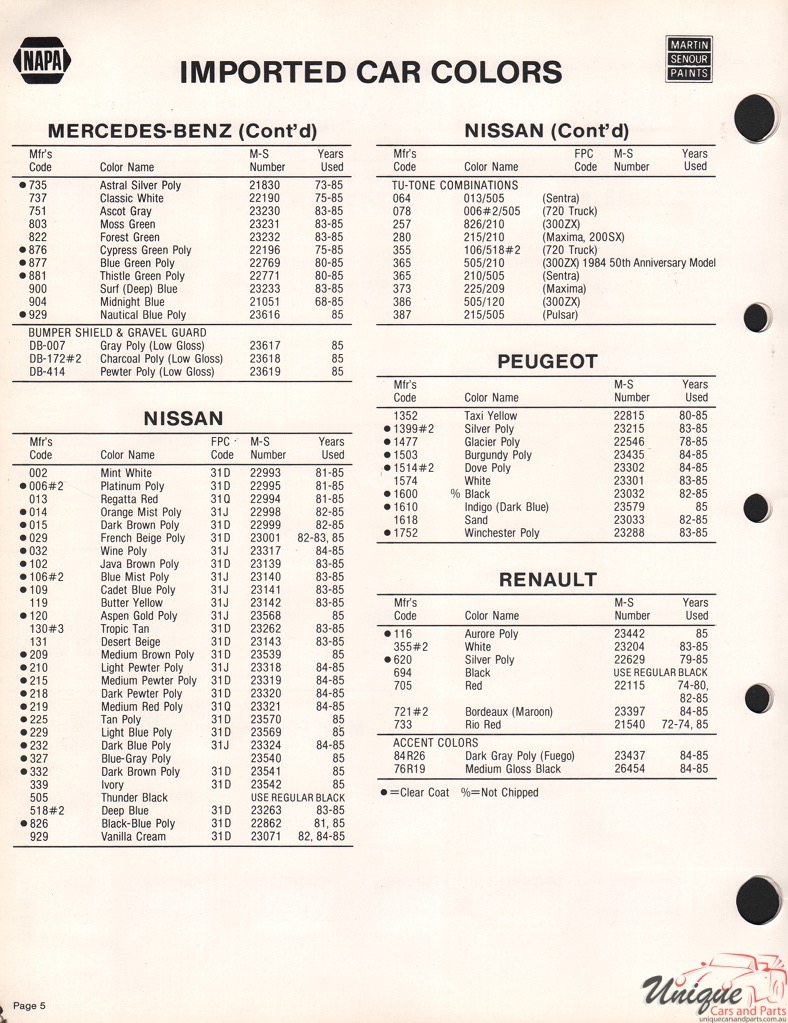 NAPA
IMPORTED CAR COLORS
MARTIN
SENOUR
PAINTS
MERCEDES-BENZ (Cont'd)
Mfr's M-S Years
Code Color Name Number Used
●735 Astral Silver Poly 21830 73-85
737 Classic White 22190 75-85
751 Ascot Gray 23230 83-85
803 Moss Green 23231 83-85
822 Forest Green 23232 83-85
●876 Cypress Green Poly 22196 75-85
●877 Blue Green Poly 22769 80-85
●881 Thistle Green Poly 22771 80-85
900 Surf (Deep) Blue 23233 83-85
904 Midnight Blue 21051 68-85
●929 Nautical Blue Poly 23616 85
BUMPER SHIELD & GRAVEL GUARD
DB-007 Gray Poly (Low Gloss) 23617 85
DB-172#2 Charcoal Poly (Low Gloss) 23618 85
DB-414 Pewter Poly (Low Gloss) 23619 85
NISSAN
Mfr's FPC M-S Years
Code Color Name Code Number Used
002 Mint White 31D 22993 81-85
●006#2 Platinum Poly 31D 22995 81-85
013 Regatta Red 31Q 22994 81-85
●014 Orange Mist Poly 31J 22998 82-85
●015 Dark Brown Poly 31D 22999 82-85
●029 French Beige Poly 31D 23001 82-83, 85
●032 Wine Poly 31J 23317 84-85
●102 Java Brown Poly 31D 23139 83-85
●106#2 Blue Mist Poly 31J 23140 83-85
●109 Cadet Blue Poly 31J 23141 83-85
119 Butter Yellow 31J 23142 83-85
●120 Aspen Gold Poly 31J 23568 85
130#3 Tropic Tan 31D 23262 83-85
131 Desert Beige 31D 23143 83-85
●209 Medium Brown Poly 31D 23539 85
●210 Light Pewter Poly 31J 23318 84-85
●215 Medium Pewter Poly 31D 23319 84-85
●218 Dark Pewter Poly 31D 23320 84-85
●219 Medium Red Poly 31Q 23321 84-85
●225 Tan Poly 31D 23570 85
●229 Light Blue Poly 31D 23569 85
●232 Dark Blue Poly 31J 23324 84-85
●327 Blue-Gray Poly 23540 85
●332 Dark Brown Poly 31D 23541 85
339 Ivory 31D 23542 85
505 Thunder Black USE REGULAR BLACK
518#2 Deep Blue 31D 23263 83-85
●826 Black-Blue Poly 31D 22862 81, 85
929 Vanilla Cream 31D 23071 82, 84-85
NISSAN (Cont'd)
Mfr's FPC M-S Years
Code Color Name Code Number Used
TU-TONE COMBINATIONS
064 013/505 (Sentra)
078 006#2/505 (720 Truck)
257 826/210 (300ZX)
280 215/210 (Maxima, 200SX)
355 106/518#2 (720 Truck)
365 505/210 (300ZX) 1984 50th Anniversary Model
365 210/505 (Sentra)
373 225/209 (Maxima)
386 505/120 (300ZX)
387 215/505 (Pulsar)
PEUGEOT
Mfr's M-S Years
Code Color Name Number Used
1352 Taxi Yellow 22815 80-85
●1399#2 Silver Poly 23215 83-85
●1477 Glacier Poly 22546 78-85
●1503 Burgundy Poly 23435 84-85
●1514#2 Dove Poly 23302 84-85
1574 White 23301 83-85
●1600 % Black 23032 82-85
●1610 Indigo (Dark Blue) 23579 85
1618 Sand 23033 82-85
●1752 Winchester Poly 23288 83-85
RENAULT
Mfr's M-S Years
Code Color Name Number Used
●116 Aurore Poly 23442 85
355#2 White 23204 83-85
●620 Silver Poly 22629 79-85
694 Black USE REGULAR BLACK
705 Red 22115 74-80,
82-85
721#2 Bordeaux (Maroon) 23397 84-85
733 Rio Red 21540 72-74, 85
ACCENT COLORS
84R26 Dark Gray Poly (Fuego) 23437 84-85
76R19 Medium Gloss Black 26454 84-85
●=Clear Coat %=Not Chipped
Page 5
Unique
Cars and Parts
uniquecarsandparts.com.au